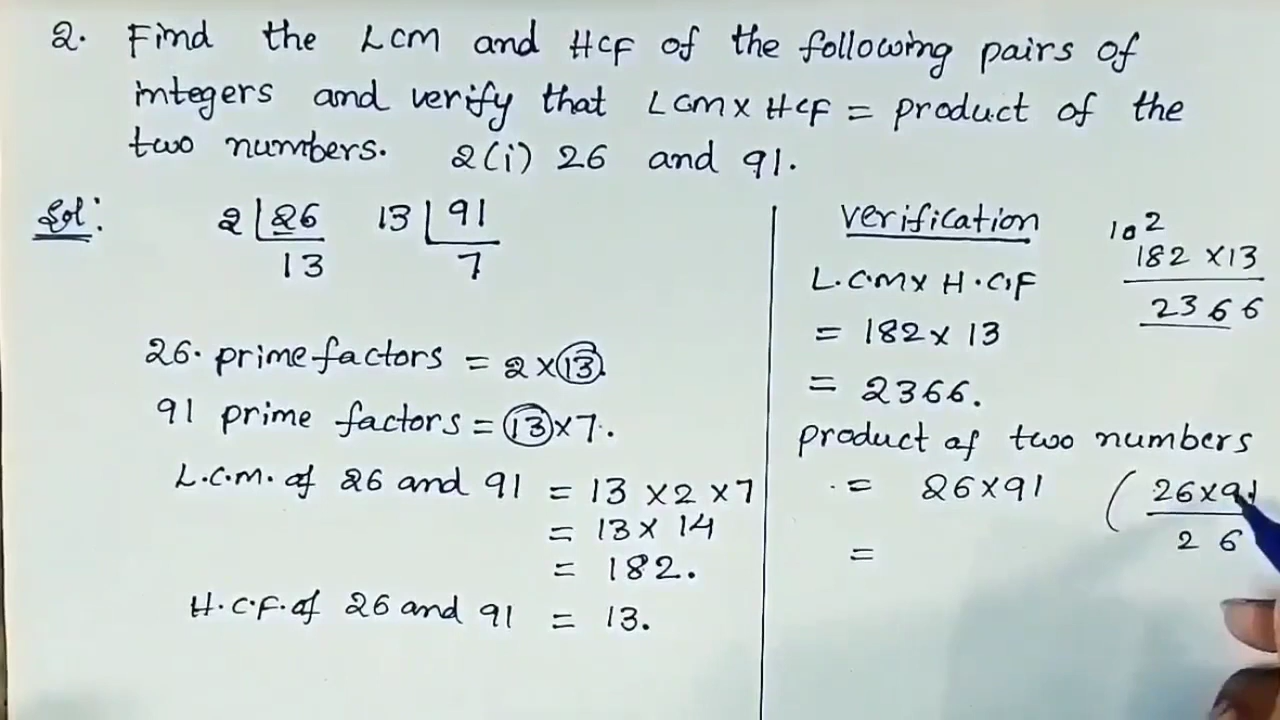 2. Find the LCM and HCF of the following pairs of
integers and verify that LCM x HCF = product of the
two numbers. 2(i) 26 and 91.
Sol:
2 | 26
13
13 | 91
7
26. prime factors = 2 x 13.
91 prime factors = 13 x 7.
L.C.M. of 26 and 91 = 13 x 2 x 7
= 13 x 14
= 182.
H.C.F. of 26 and 91 = 13.
verification
L.C.M x H.C.F
= 182 x 13
= 2366.
10 2
182 x 13
2366
product of two numbers
= 26 x 91
=
( 26 x 91
2 6